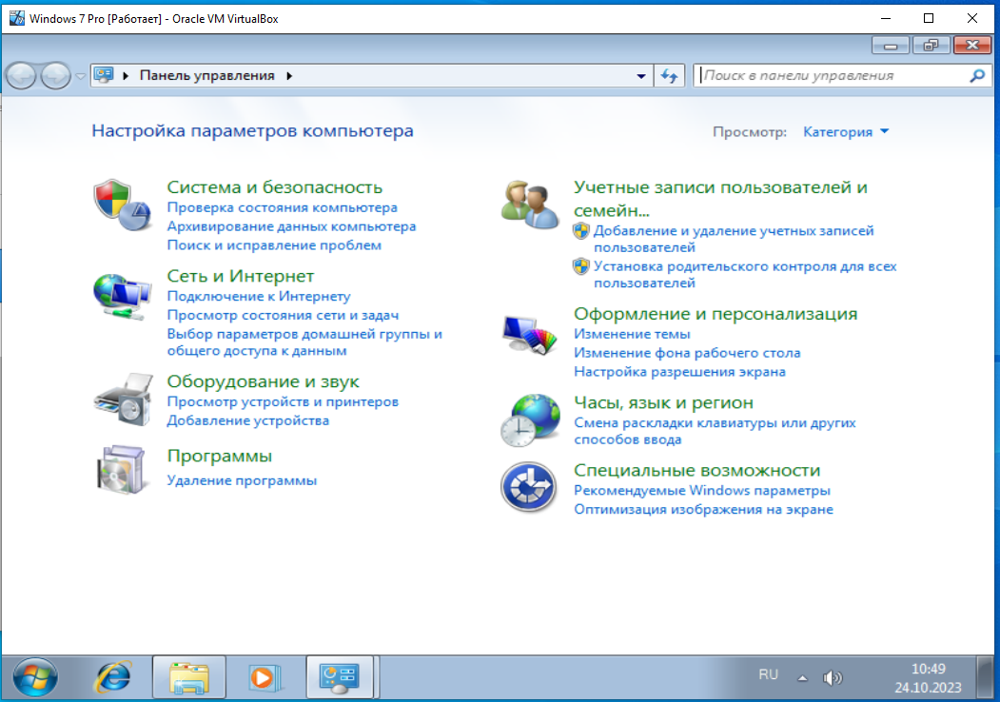 Windows 7 Pro [Работает] - Oracle VM VirtualBox
Панель управления
Поиск в панели управления
Настройка параметров компьютера
Просмотр: Категория
Система и безопасность
Проверка состояния компьютера
Архивирование данных компьютера
Поиск и исправление проблем
Сеть и Интернет
Подключение к Интернету
Просмотр состояния сети и задач
Выбор параметров домашней группы и
общего доступа к данным
Оборудование и звук
Просмотр устройств и принтеров
Добавление устройства
Программы
Удаление программы
Учетные записи пользователей и
семейн...
Добавление и удаление учетных записей
пользователей
Установка родительского контроля для всех
пользователей
Оформление и персонализация
Изменение темы
Изменение фона рабочего стола
Настройка разрешения экрана
Часы, язык и регион
Смена раскладки клавиатуры или других
способов ввода
Специальные возможности
Рекомендуемые Windows параметры
Оптимизация изображения на экране
RU
10:49
24.10.2023